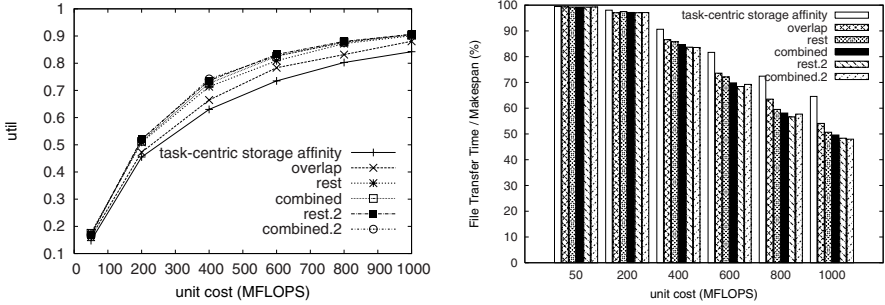 util
1
0.9
0.8
0.7
0.6
0.5
0.4
0.3
0.2
0.1
task-centric storage affinity
overlap
rest
combined
rest.2
combined.2
0 100 200 300 400 500 600 700 800 900 1000
unit cost (MFLOPS)
File Transfer Time / Makespan (%)
100
90
80
70
60
50
40
30
20
10
0
task-centric storage affinity
overlap
rest
combined
rest.2
combined.2
50 200 400 600 800 1000
unit cost (MFLOPS)